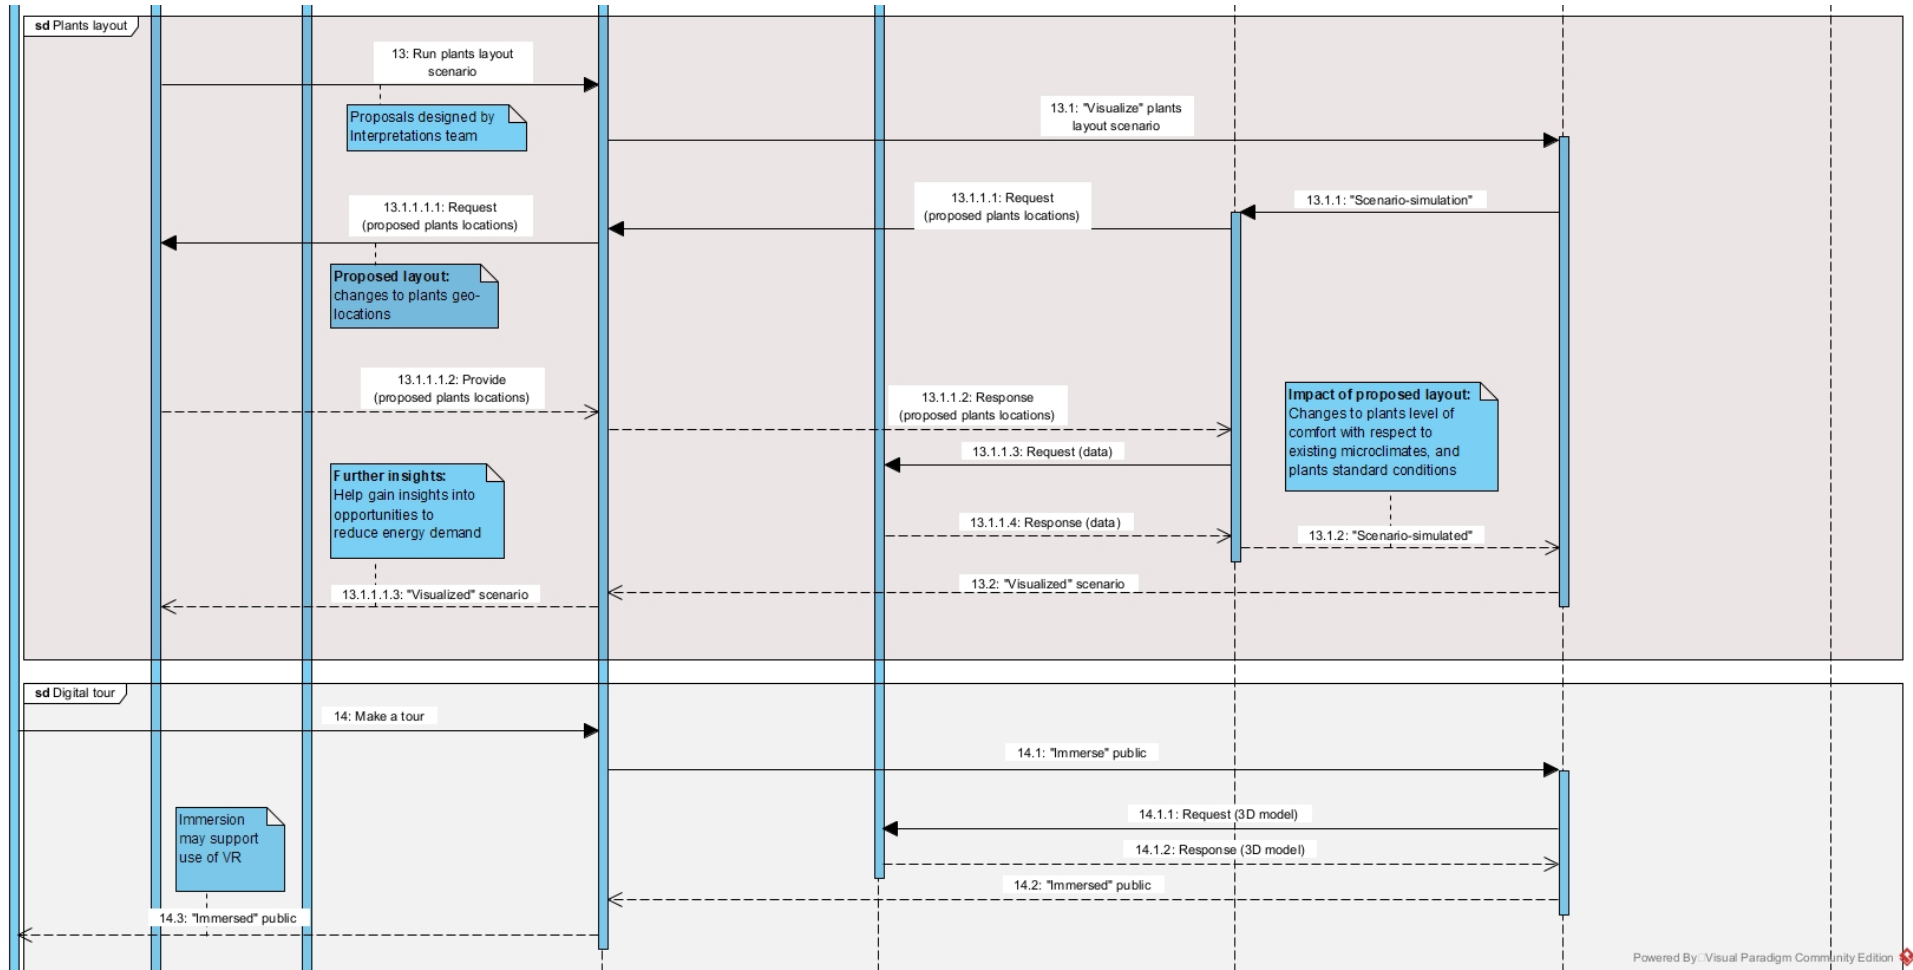 sd Plants layout
13: Run plants layout
scenario
Proposals designed by
Interpretations team
13.1: "Visualize" plants
layout scenario
13.1.1: "Scenario-simulation"
13.1.1.1: Request
(proposed plants locations)
13.1.1.1.1: Request
(proposed plants locations)
Proposed layout:
changes to plants geo-
locations
13.1.1.1.2: Provide
(proposed plants locations)
13.1.1.2: Response
(proposed plants locations)
Impact of proposed layout:
Changes to plants level of
comfort with respect to
existing microclimates, and
plants standard conditions
13.1.1.3: Request (data)
Further insights:
Help gain insights into
opportunities to
reduce energy demand
13.1.1.4: Response (data)
13.1.2: "Scenario-simulated"
13.2: "Visualized" scenario
13.1.1.1.3: "Visualized" scenario
sd Digital tour
14: Make a tour
14.1: "Immerse" public
14.1.1: Request (3D model)
Immersion
may support
use of VR
14.1.2: Response (3D model)
14.2: "Immersed" public
14.3: "Immersed" public
Powered By Visual Paradigm Community Edition